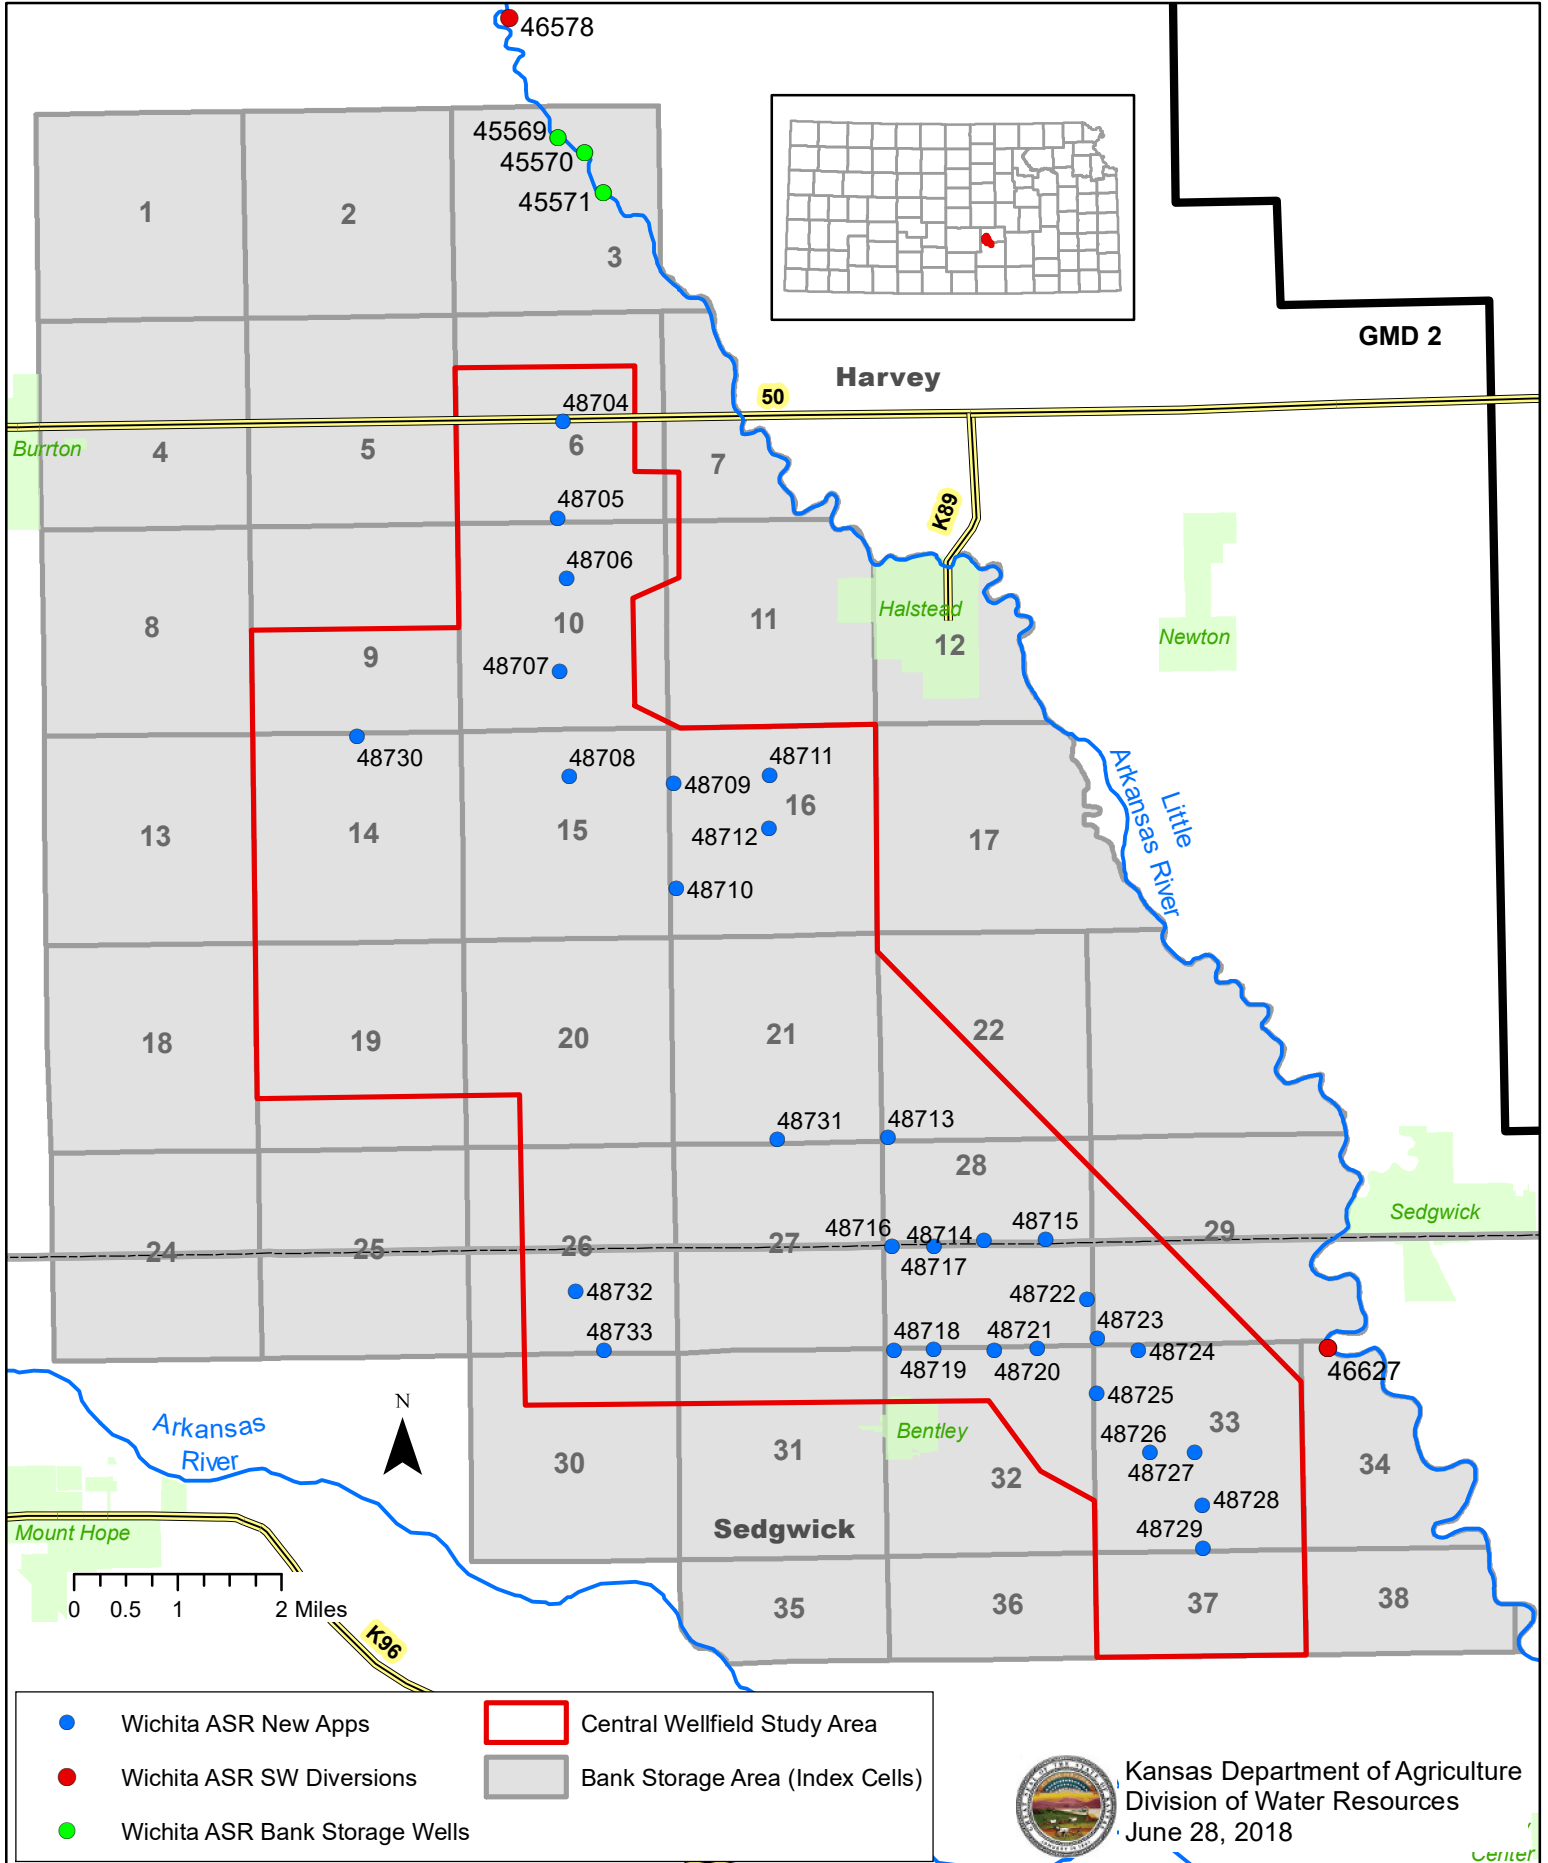 46578
45569
45570
45571
1
2
3
GMD 2
Harvey
50
48704
Burrton
4
5
6
7
48705
K89
48706
8
9
10
11
Halstead
12
Newton
48707
48730
48708
48709
48711
16
48712
48710
13
14
15
17
Little
Arkansas River
18
19
20
21
22
48731
48713
28
Sedgwick
48716
48714
48715
29
24
25
26
27
48717
48732
48722
48733
48718
48721
48723
48719
48720
48724
46627
48725
N
Arkansas
River
Bentley
33
48726
30
31
32
48727
34
48728
Mount Hope
Sedgwick
48729
0 0.5 1 2 Miles
35
36
37
38
K96
Wichita ASR New Apps
Central Wellfield Study Area
Wichita ASR SW Diversions
Bank Storage Area (Index Cells)
Wichita ASR Bank Storage Wells
Kansas Department of Agriculture
Division of Water Resources
June 28, 2018
Center